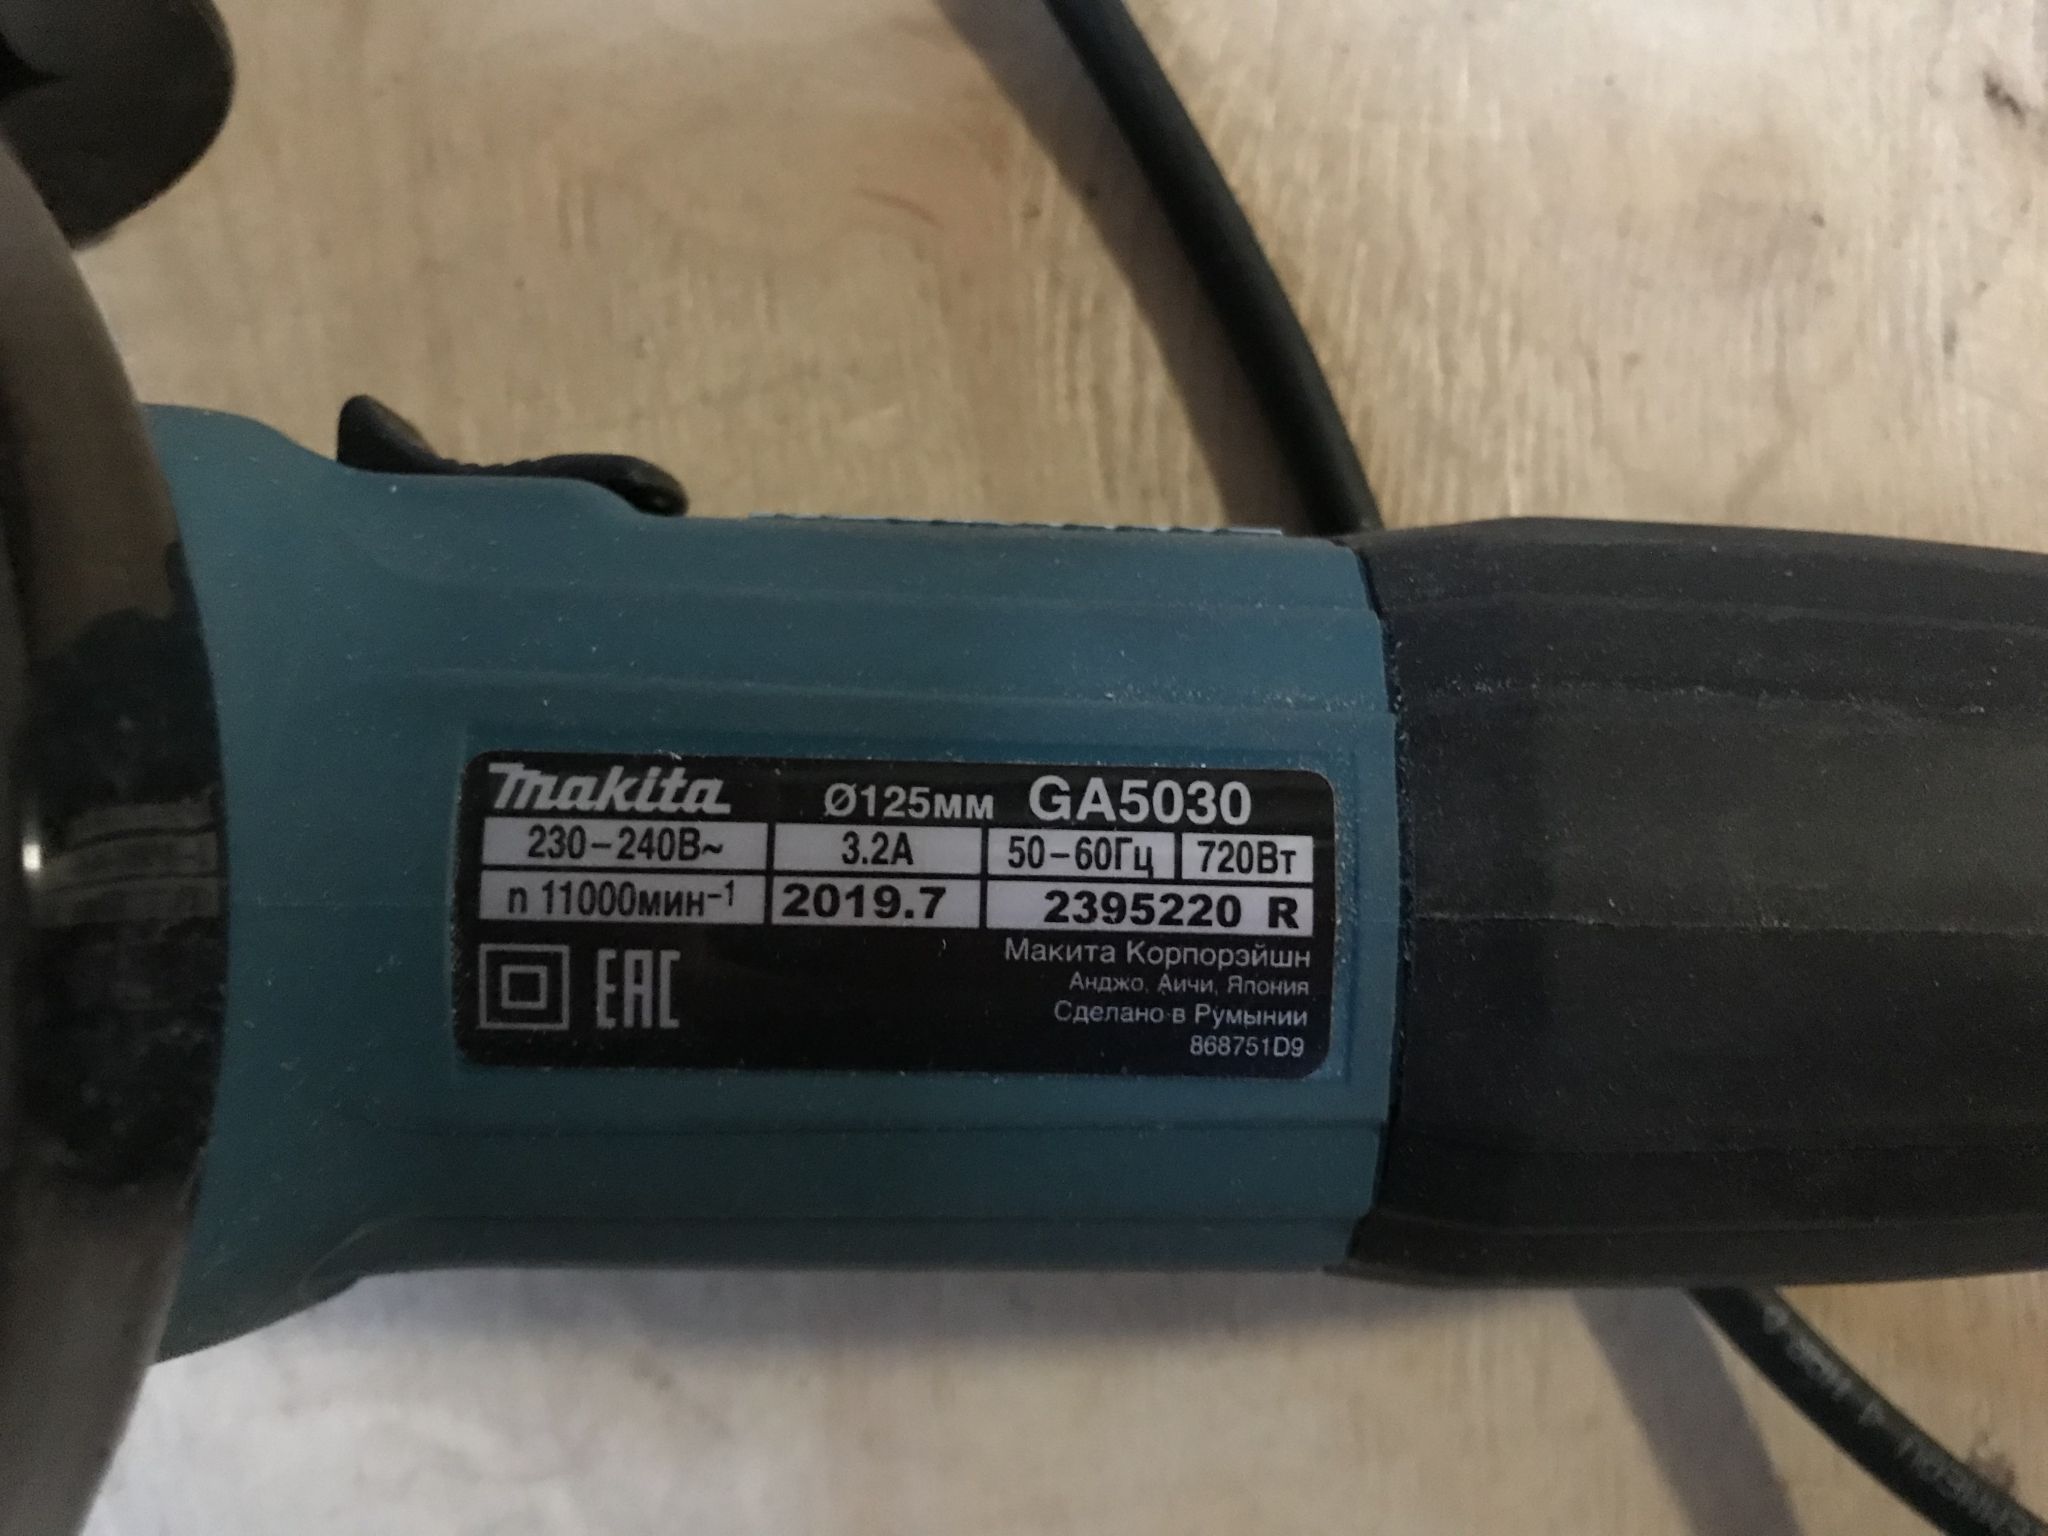 makita Ø125мм GA5030
230–240В~ 3.2А 50–60Гц 720Вт
n 11000мин⁻¹ 2019.7 2395220 R
EAC Макита Корпорэйшн
Анджо, Аичи, Япония
Сделано в Румынии
868751D9